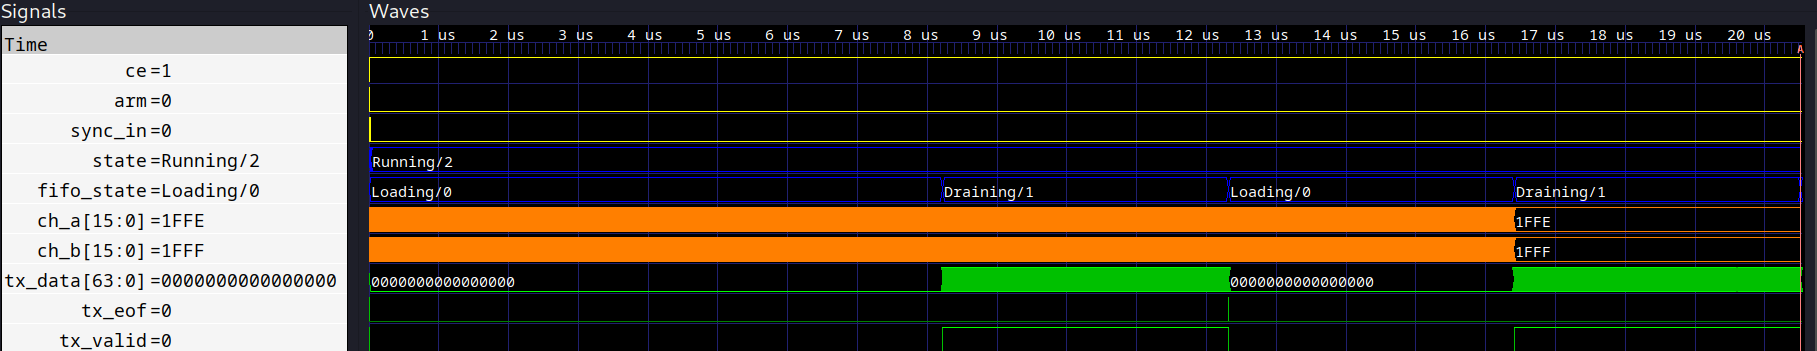 Signals
Waves
Time
0 1 us 2 us 3 us 4 us 5 us 6 us 7 us 8 us 9 us 10 us 11 us 12 us 13 us 14 us 15 us 16 us 17 us 18 us 19 us 20 us
A
ce=1
arm=0
sync_in=0
state=Running/2
Running/2
fifo_state=Loading/0
Loading/0 Draining/1 Loading/0 Draining/1
ch_a[15:0]=1FFE
1FFE
ch_b[15:0]=1FFF
1FFF
tx_data[63:0]=0000000000000000
0000000000000000 0000000000000000
tx_eof=0
tx_valid=0